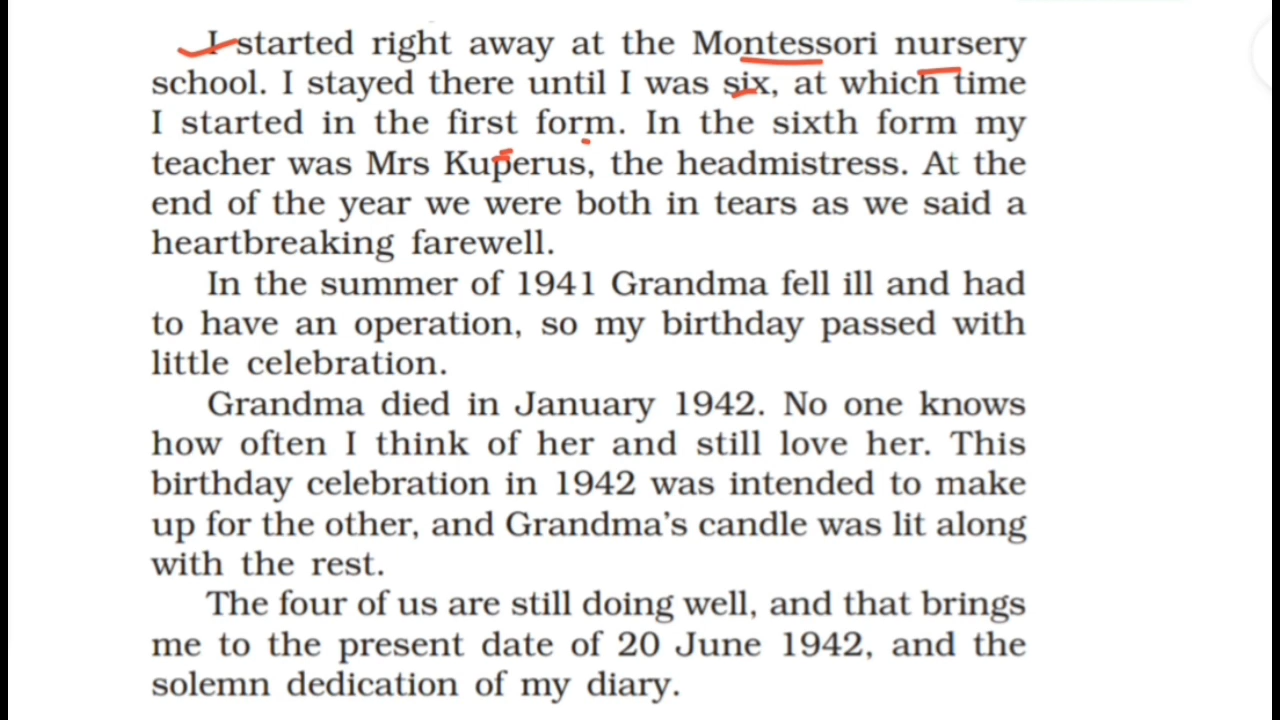 I started right away at the Montessori nursery
school. I stayed there until I was six, at which time
I started in the first form. In the sixth form my
teacher was Mrs Kuperus, the headmistress. At the
end of the year we were both in tears as we said a
heartbreaking farewell.
In the summer of 1941 Grandma fell ill and had
to have an operation, so my birthday passed with
little celebration.
Grandma died in January 1942. No one knows
how often I think of her and still love her. This
birthday celebration in 1942 was intended to make
up for the other, and Grandma’s candle was lit along
with the rest.
The four of us are still doing well, and that brings
me to the present date of 20 June 1942, and the
solemn dedication of my diary.